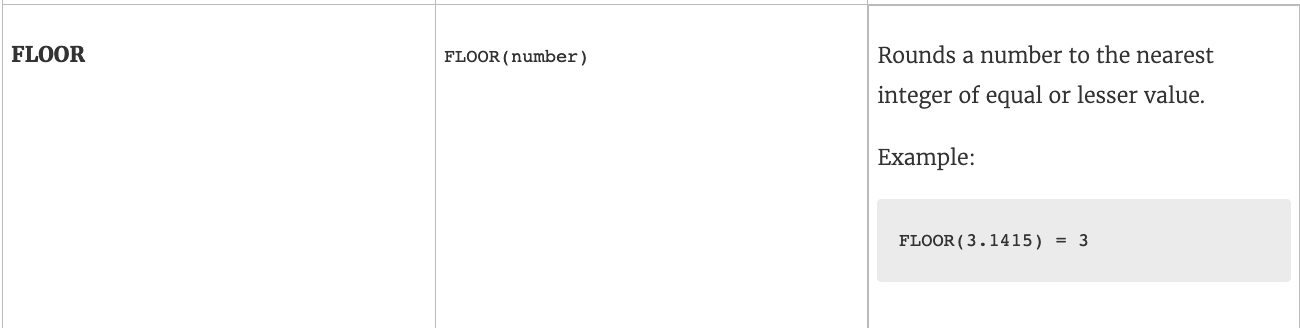 FLOOR
FLOOR(number)
Rounds a number to the nearest
integer of equal or lesser value.
Example:
FLOOR(3.1415) = 3